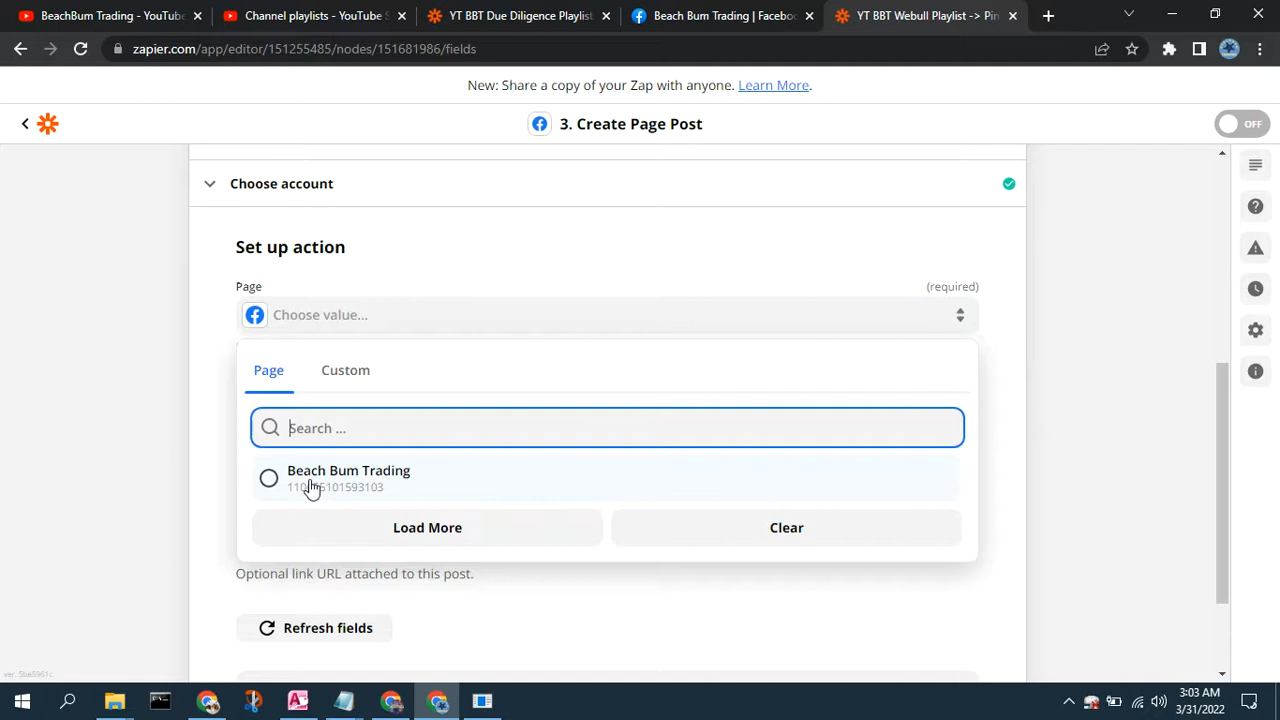 BeachBum Trading - YouTube
Channel playlists - YouTube S
YT BBT Due Diligence Playlist
Beach Bum Trading | Faceboo
YT BBT Webull Playlist -> Pin
zapier.com/app/editor/151255485/nodes/151681986/fields
New: Share a copy of your Zap with anyone. Learn More.
3. Create Page Post
OFF
Choose account
Set up action
Page
(required)
Choose value...
Page
Custom
Search ...
Beach Bum Trading
Load More
Clear
Optional link URL attached to this post.
Refresh fields
ver. 5be5961c
3:03 AM
3/31/2022